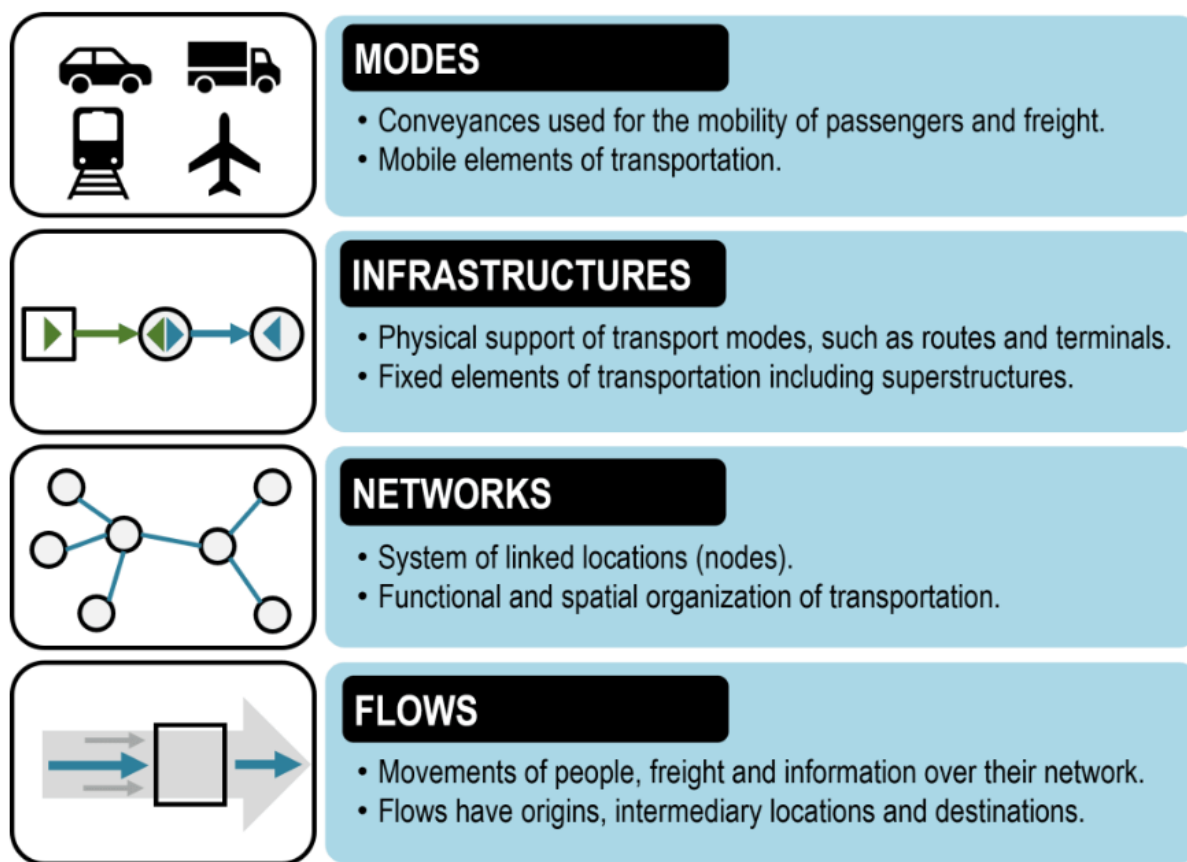 MODES
• Conveyances used for the mobility of passengers and freight.
• Mobile elements of transportation.
INFRASTRUCTURES
• Physical support of transport modes, such as routes and terminals.
• Fixed elements of transportation including superstructures.
NETWORKS
• System of linked locations (nodes).
• Functional and spatial organization of transportation.
FLOWS
• Movements of people, freight and information over their network.
• Flows have origins, intermediary locations and destinations.